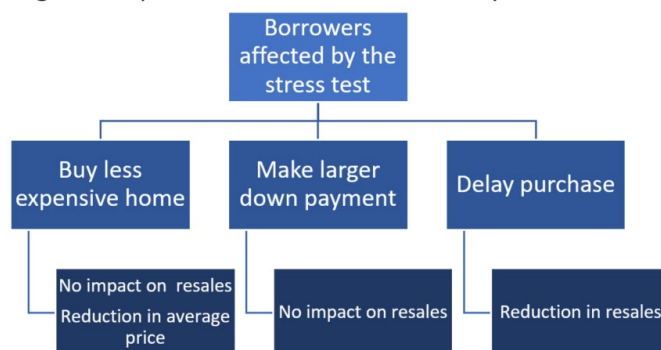 Borrowers
affected by the
stress test
Buy less
expensive home
Make larger
down payment
Delay purchase
No impact on resales
Reduction in average
price
No impact on resales
Reduction in resales